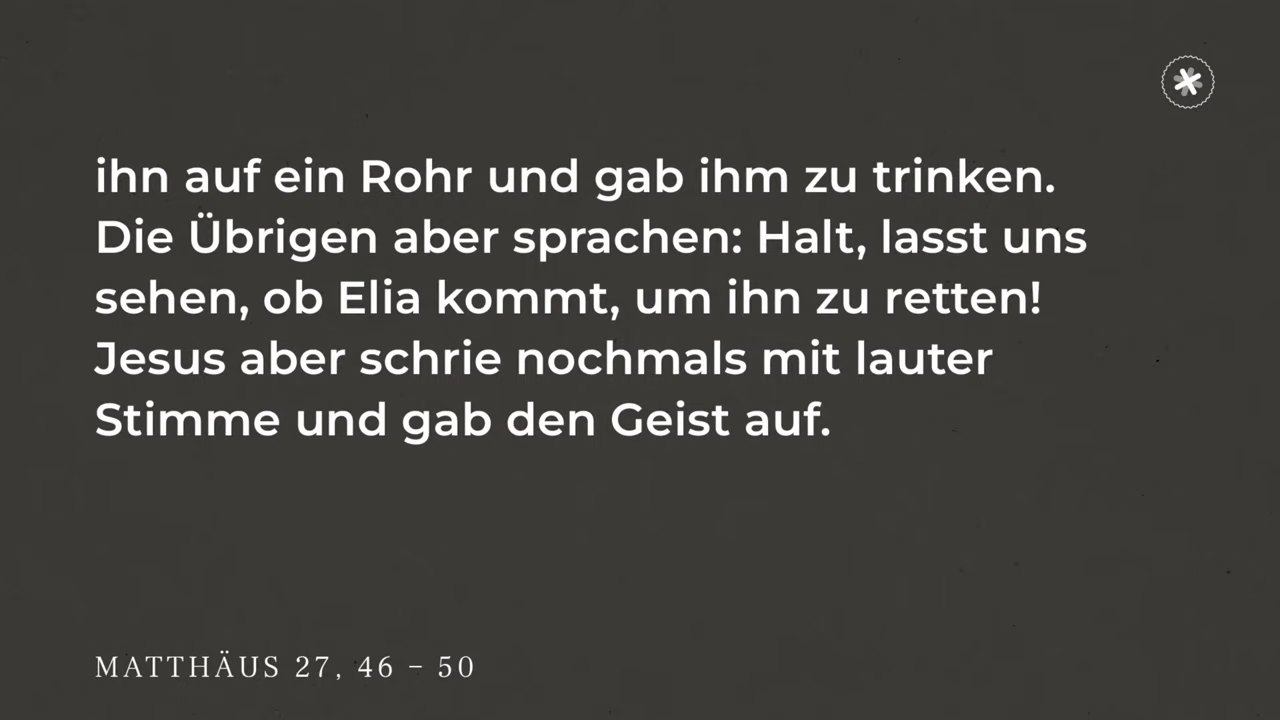 ihn auf ein Rohr und gab ihm zu trinken.
Die Übrigen aber sprachen: Halt, lasst uns
sehen, ob Elia kommt, um ihn zu retten!
Jesus aber schrie nochmals mit lauter
Stimme und gab den Geist auf.
MATTHÄUS 27, 46 – 50